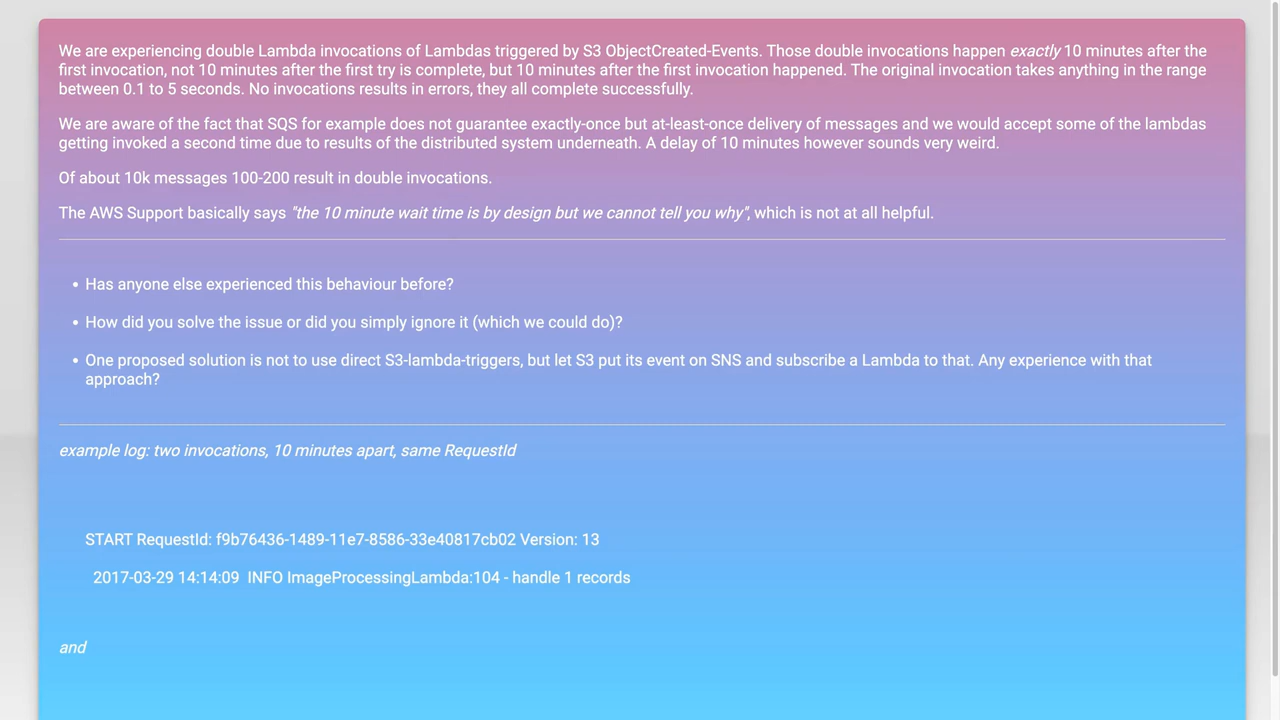 We are experiencing double Lambda invocations of Lambdas triggered by S3 ObjectCreated-Events. Those double invocations happen exactly 10 minutes after the
first invocation, not 10 minutes after the first try is complete, but 10 minutes after the first invocation happened. The original invocation takes anything in the range
between 0.1 to 5 seconds. No invocations results in errors, they all complete successfully.
We are aware of the fact that SQS for example does not guarantee exactly-once but at-least-once delivery of messages and we would accept some of the lambdas
getting invoked a second time due to results of the distributed system underneath. A delay of 10 minutes however sounds very weird.
Of about 10k messages 100-200 result in double invocations.
The AWS Support basically says "the 10 minute wait time is by design but we cannot tell you why", which is not at all helpful.
• Has anyone else experienced this behaviour before?
• How did you solve the issue or did you simply ignore it (which we could do)?
• One proposed solution is not to use direct S3-lambda-triggers, but let S3 put its event on SNS and subscribe a Lambda to that. Any experience with that
approach?
example log: two invocations, 10 minutes apart, same RequestId
START RequestId: f9b76436-1489-11e7-8586-33e40817cb02 Version: 13
2017-03-29 14:14:09 INFO ImageProcessingLambda:104 - handle 1 records
and